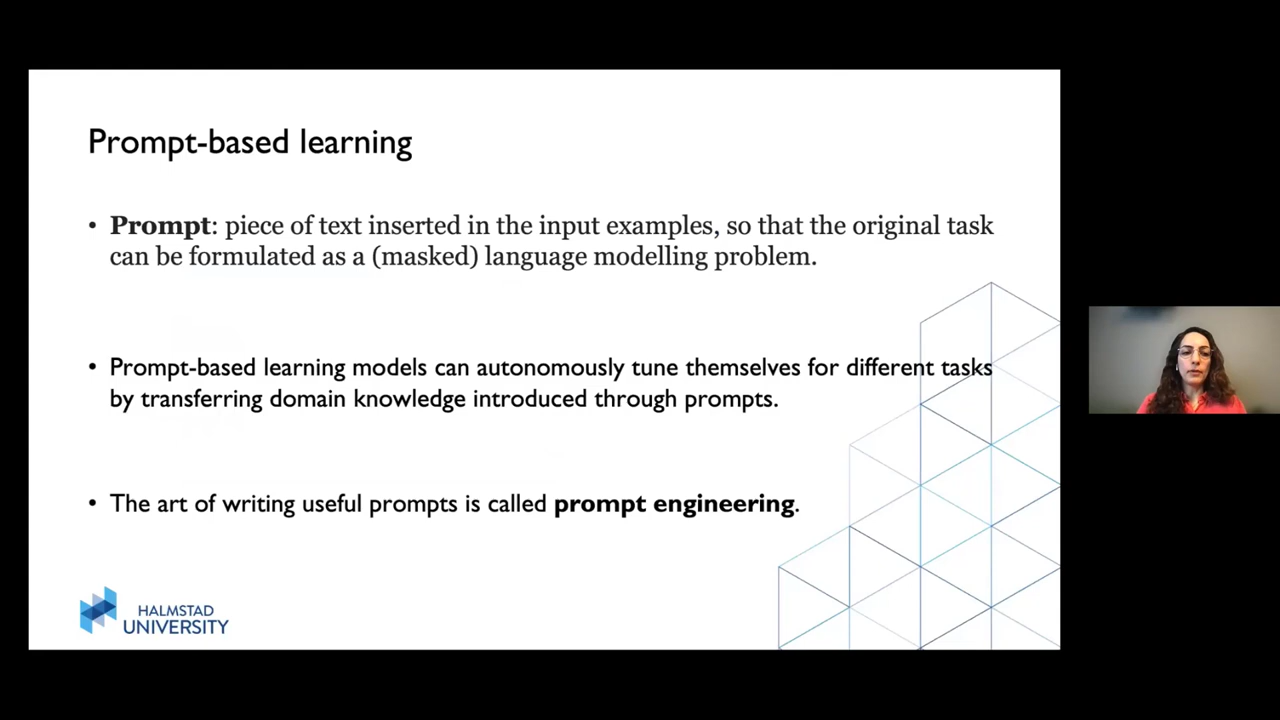 Prompt-based learning
• Prompt: piece of text inserted in the input examples, so that the original task
can be formulated as a (masked) language modelling problem.
• Prompt-based learning models can autonomously tune themselves for different tasks
by transferring domain knowledge introduced through prompts.
• The art of writing useful prompts is called prompt engineering.
HALMSTAD
UNIVERSITY